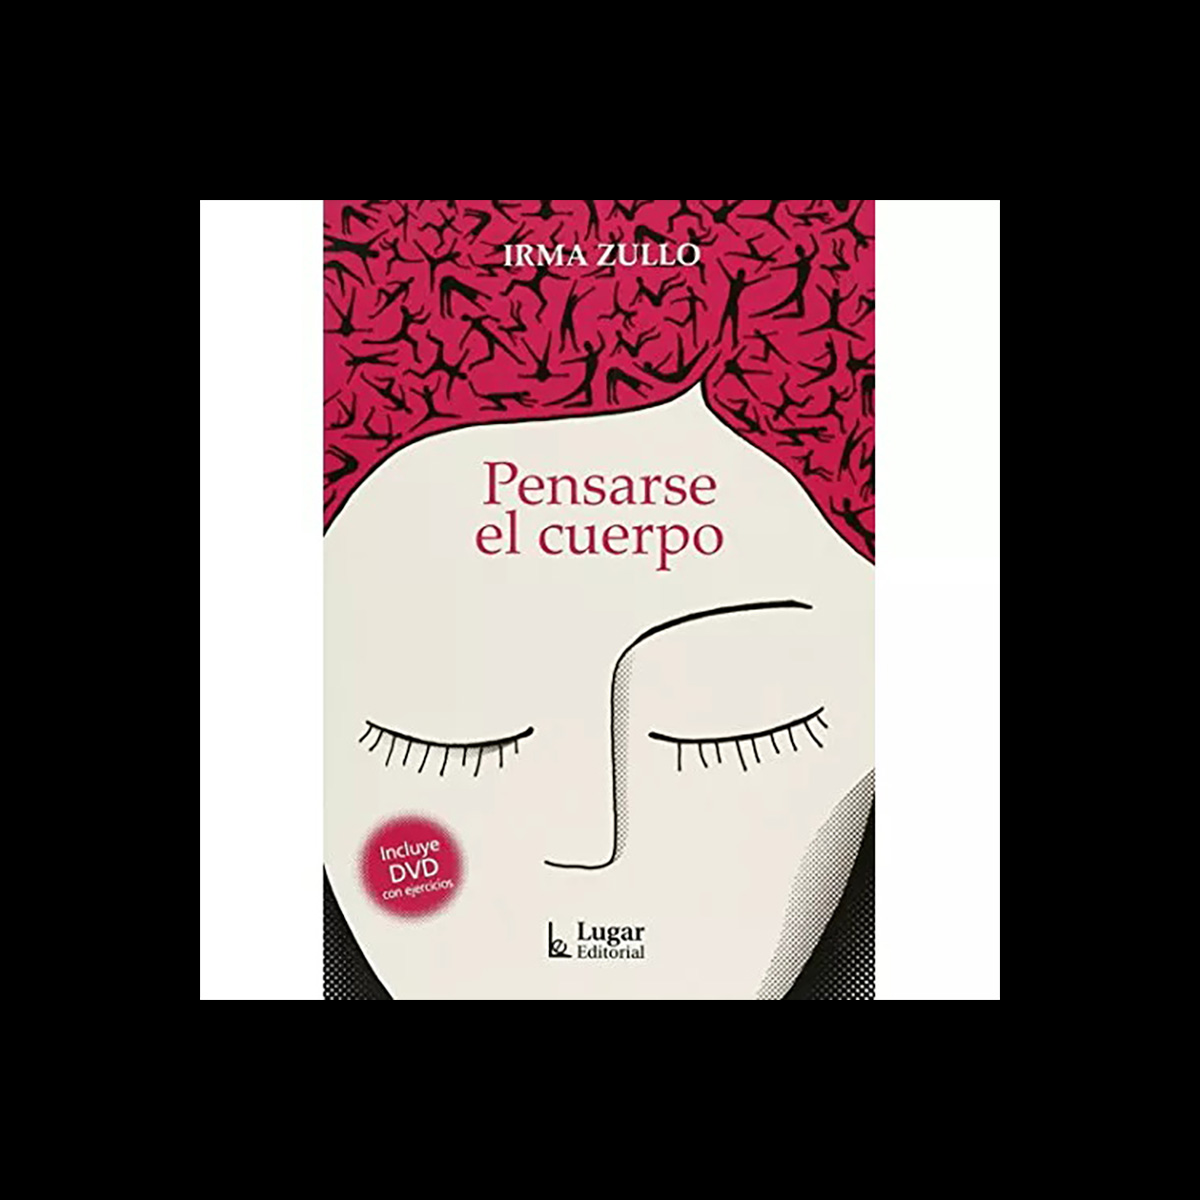 IRMA ZULLO
Pensarse
el cuerpo
Incluye
DVD
con ejercicios
Lugar
Editorial